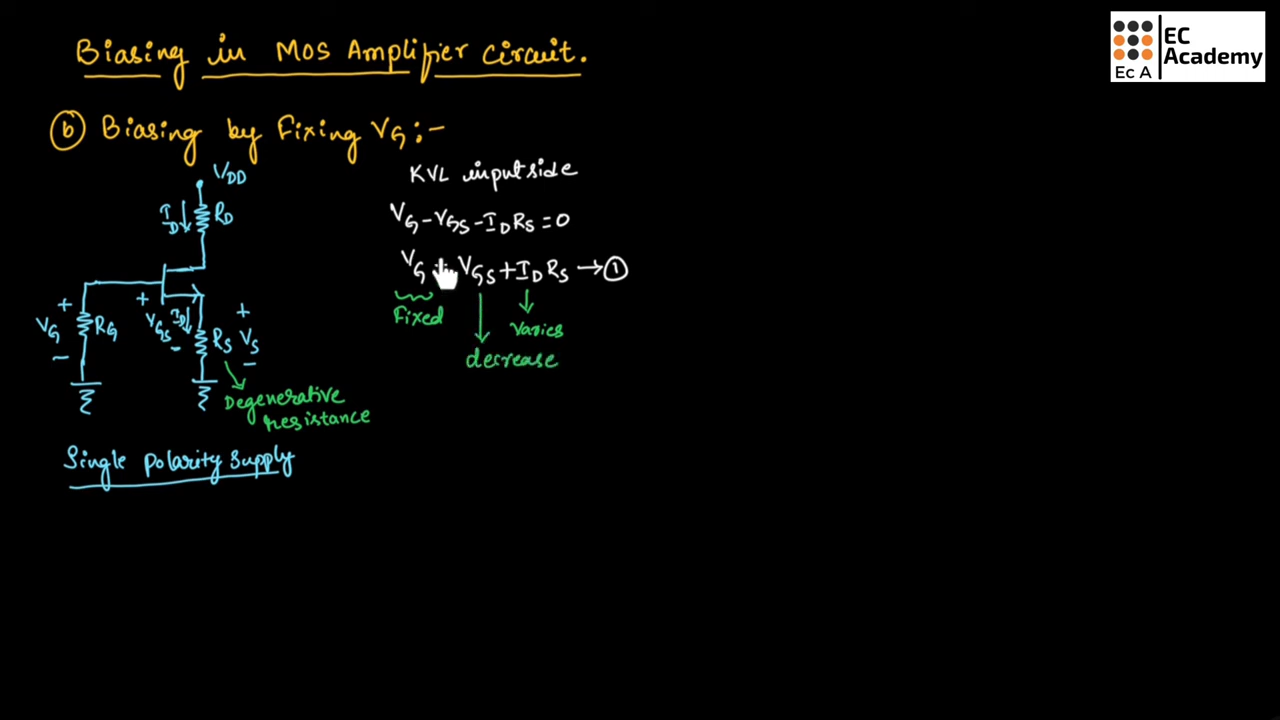 Biasing in MOS Amplifier Circuit.
EC
Academy
Ec A
b Biasing by Fixing VG :-
VDD
ID
RD
KVL input side
VG - VGS - ID RS = 0
VG = VGS + ID RS → 1
Fixed
Varies
decrease
+
VG
-
RG
+
VGS
-
ID
RS
+
VS
-
Degenerative
resistance
Single polarity supply